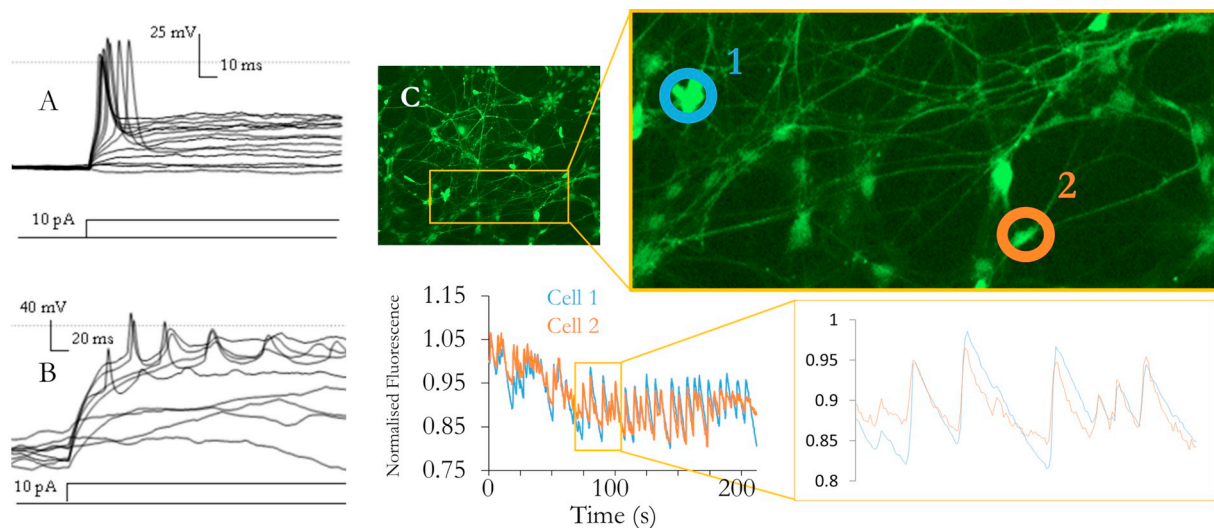 A
25 mV
10 ms
10 pA
B
40 mV
20 ms
10 pA
C
1
2
Normalised Fluorescence
1.15
1.05
0.95
0.85
0.75
0
100
200
Time (s)
Cell 1
Cell 2
1
0.95
0.9
0.85
0.8